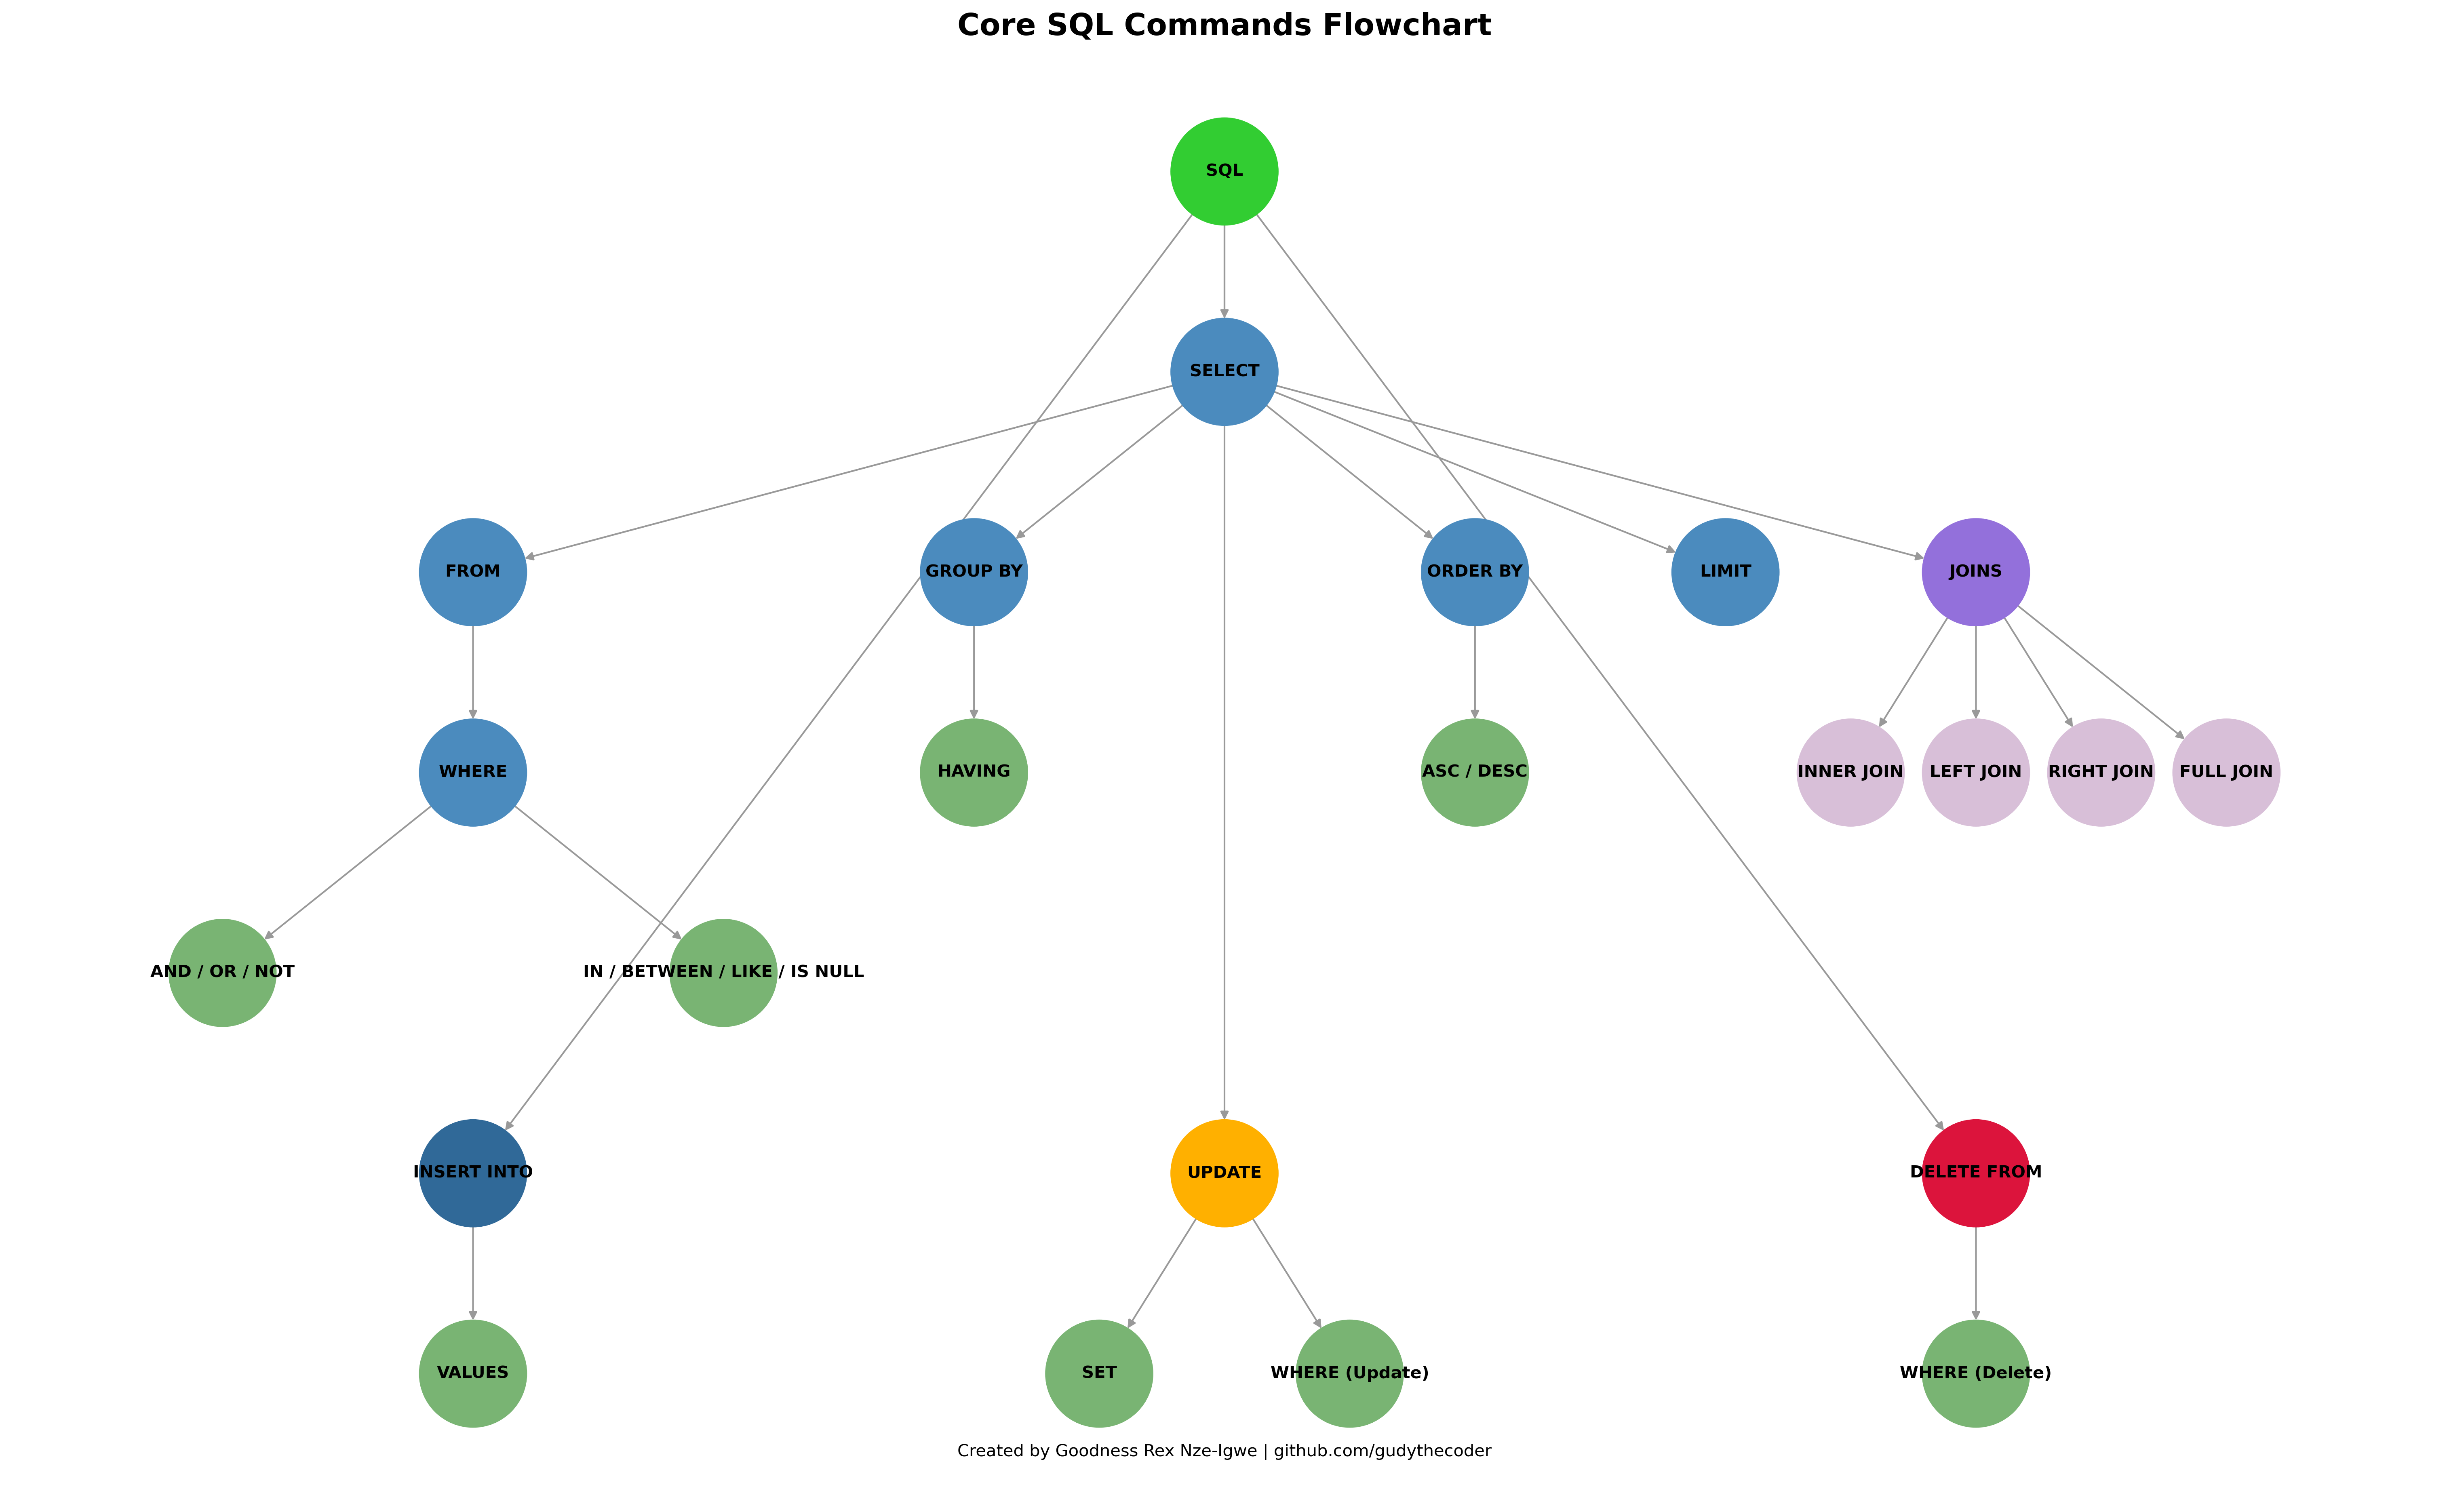 Core SQL Commands Flowchart
SQL
SELECT
FROM
GROUP BY
ORDER BY
LIMIT
JOINS
WHERE
HAVING
ASC / DESC
INNER JOIN
LEFT JOIN
RIGHT JOIN
FULL JOIN
AND / OR / NOT
IN / BETWEEN / LIKE / IS NULL
INSERT INTO
UPDATE
DELETE FROM
VALUES
SET
WHERE (Update)
WHERE (Delete)
Created by Goodness Rex Nze-Igwe | github.com/gudythecoder